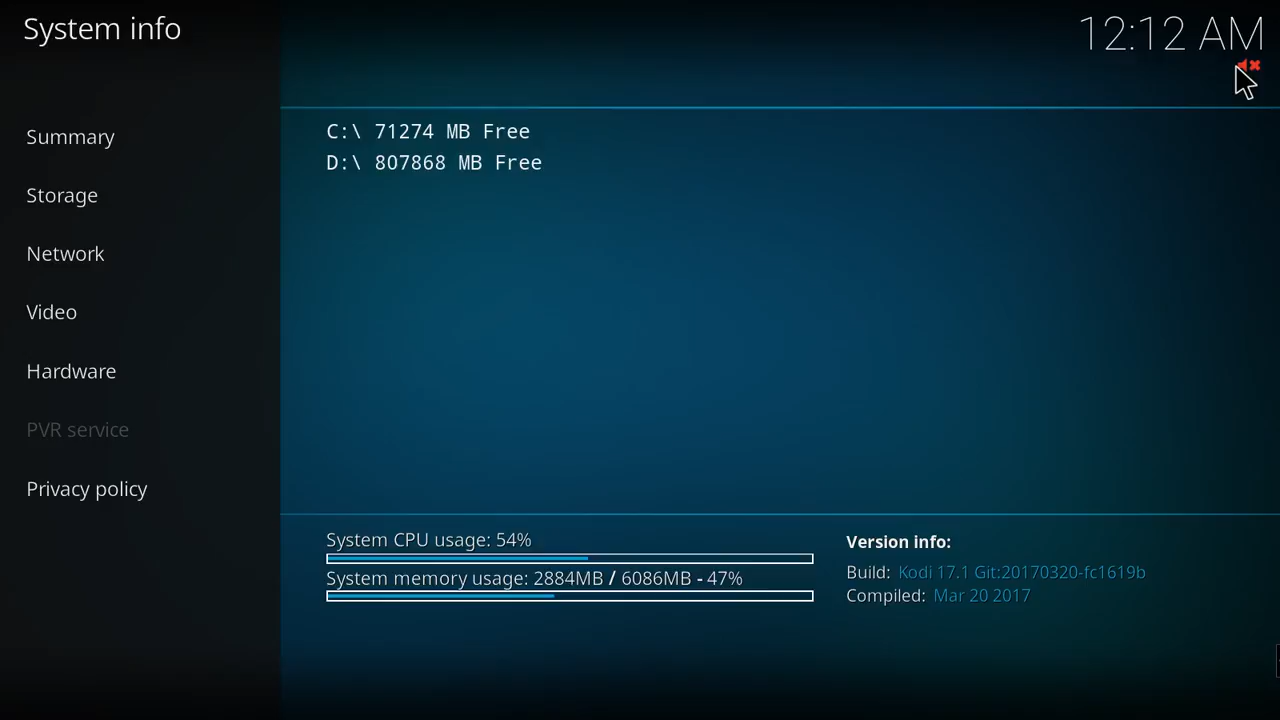 System info
12:12 AM
Summary
Storage
Network
Video
Hardware
PVR service
Privacy policy
C:\ 71274 MB Free
D:\ 807868 MB Free
System CPU usage: 54%
System memory usage: 2884MB / 6086MB - 47%
Version info:
Build: Kodi 17.1 Git:20170320-fc1619b
Compiled: Mar 20 2017